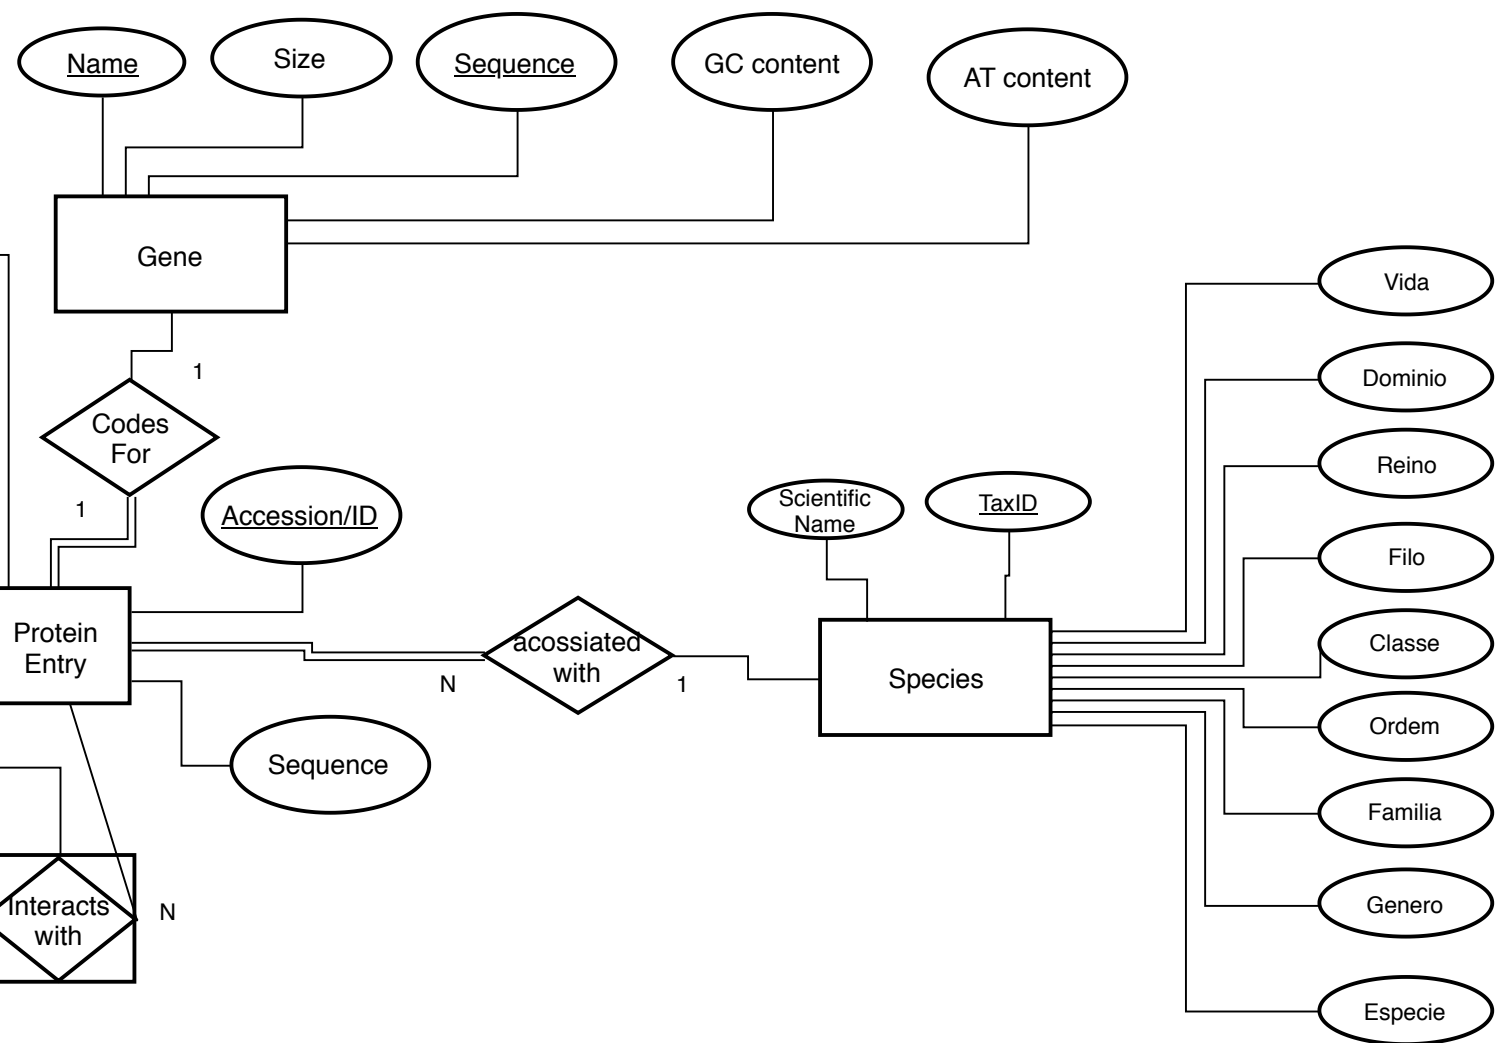 Name
Size
Sequence
GC content
AT content
Gene
1
Codes
For
1
Accession/ID
Protein
Entry
N
acossiated
with
1
Scientific
Name
TaxID
Species
Sequence
Interacts
with
N
Vida
Dominio
Reino
Filo
Classe
Ordem
Familia
Genero
Especie